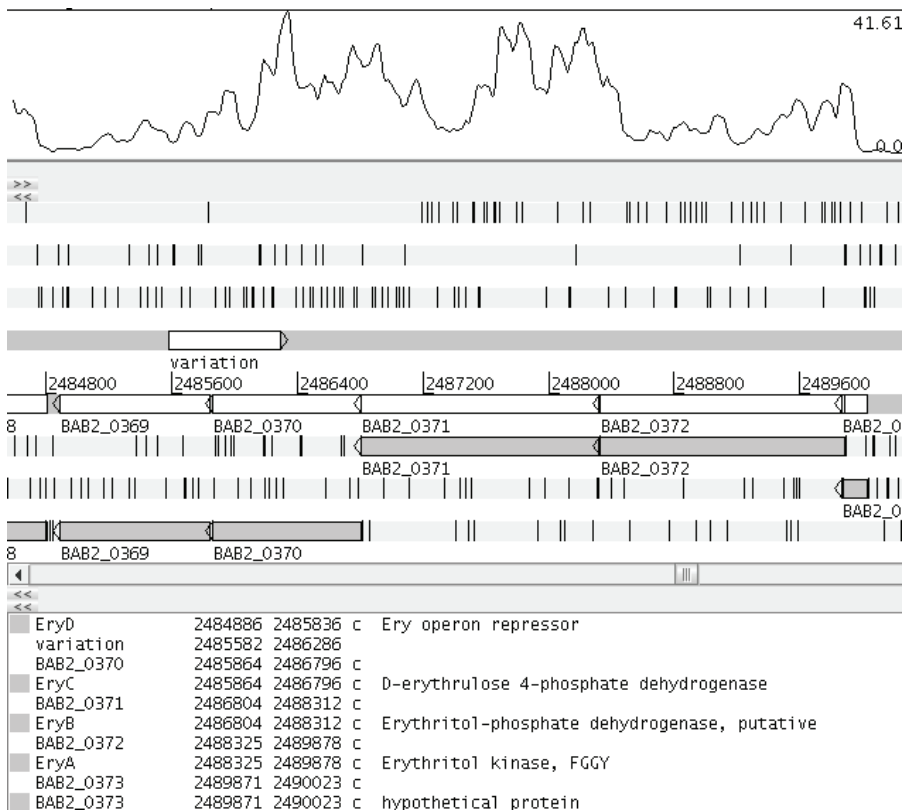 41.61
0.0
>>
<<
variation
2484800 2485600 2486400 2487200 2488000 2488800 2489600
8 BAB2_0369 BAB2_0370 BAB2_0371 BAB2_0372 BAB2_0
BAB2_0371 BAB2_0372
BAB2_0
8 BAB2_0369 BAB2_0370
<<
<<
EryD 2484886 2485836 c Ery operon repressor
variation 2485582 2486286
BAB2_0370 2485864 2486796 c
EryC 2485864 2486796 c D-erythrulose 4-phosphate dehydrogenase
BAB2_0371 2486804 2488312 c
EryB 2486804 2488312 c Erythritol-phosphate dehydrogenase, putative
BAB2_0372 2488325 2489878 c
EryA 2488325 2489878 c Erythritol kinase, FGGY
BAB2_0373 2489871 2490023 c
BAB2_0373 2489871 2490023 c hypothetical protein